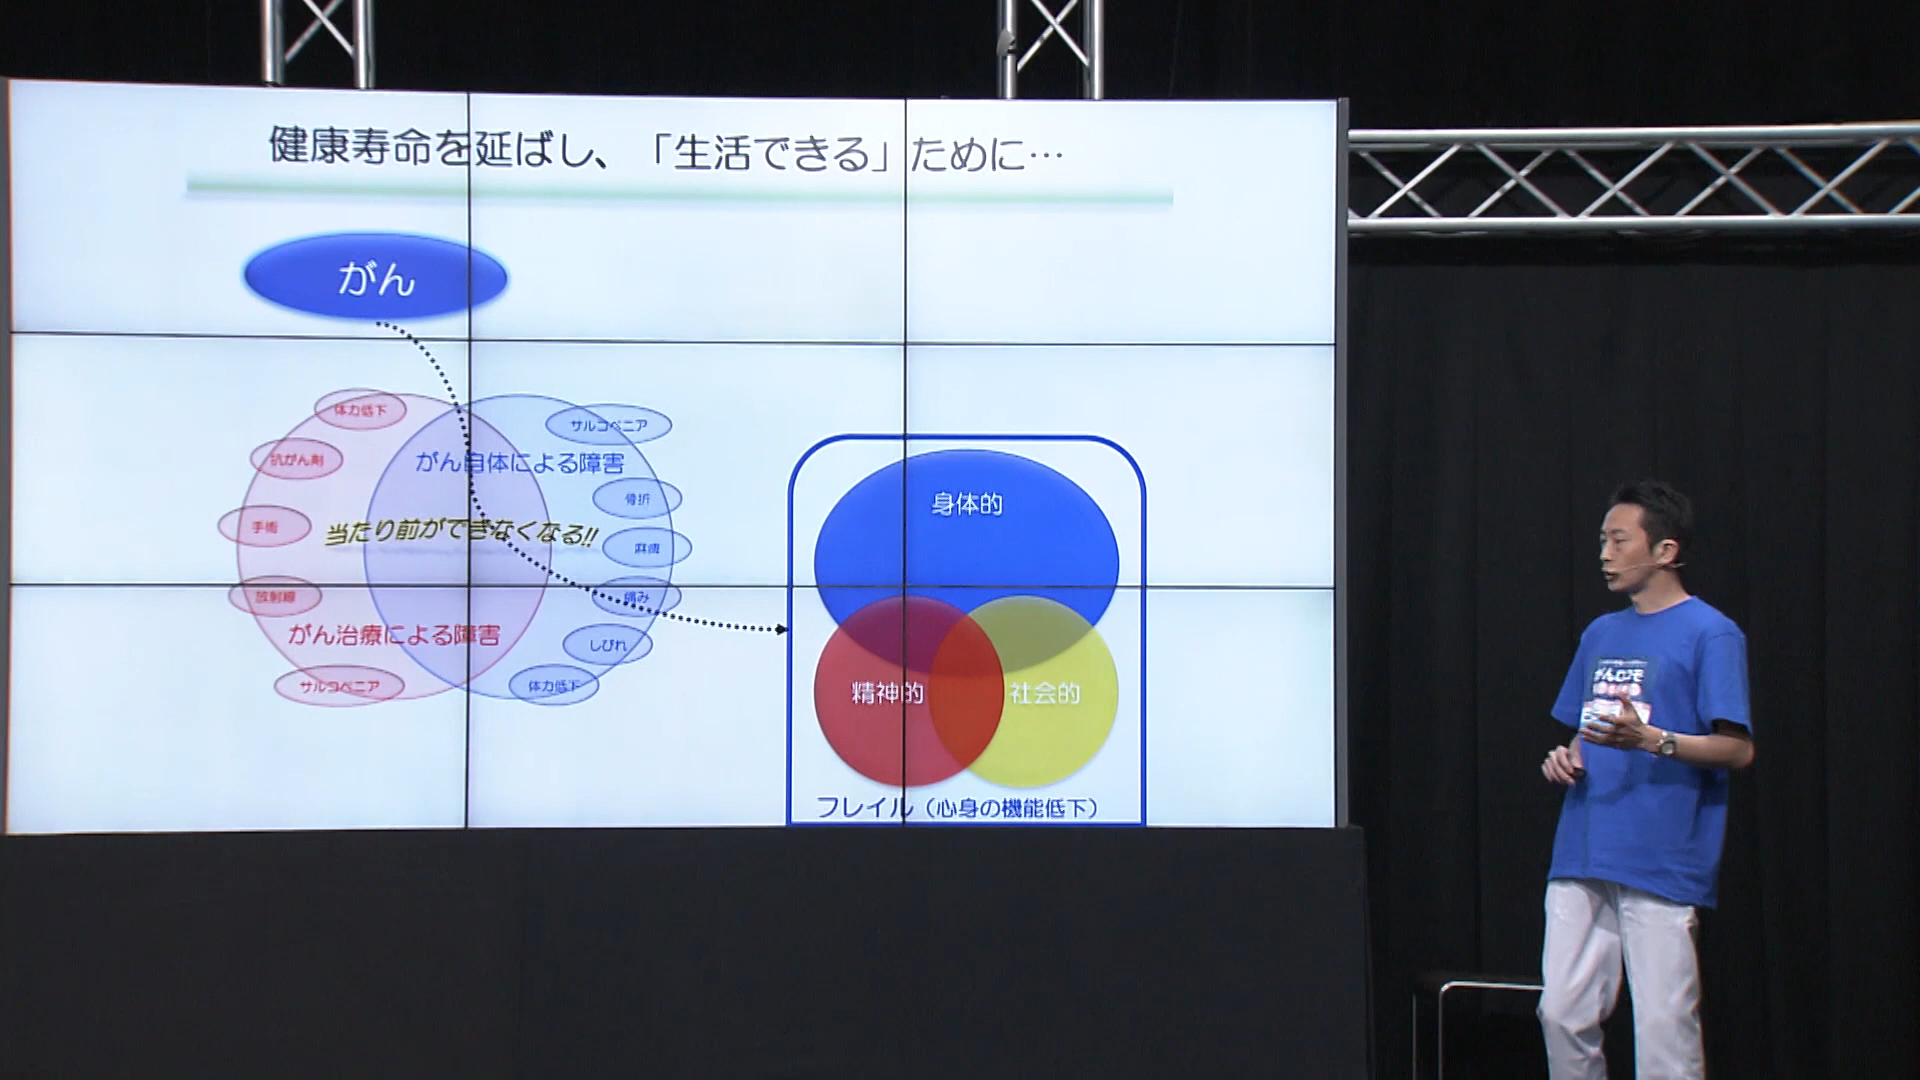 健康寿命を延ばし、「生活できる」ために…
がん
体力低下
サルコペニア
抗がん剤
がん自体による障害
骨折
手術
当たり前ができなくなる!!
麻痺
放射線
痛み
がん治療による障害
しびれ
サルコペニア
体力低下
身体的
精神的
社会的
フレイル（心身の機能低下）
がんロコモ